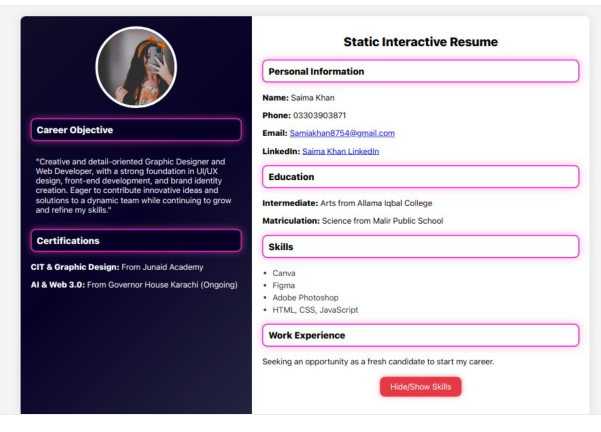 Career Objective
"Creative and detail-oriented Graphic Designer and
Web Developer, with a strong foundation in UI/UX
design, front-end development, and brand identity
creation. Eager to contribute innovative ideas and
solutions to a dynamic team while continuing to grow
and refine my skills."
Certifications
CIT & Graphic Design: From Junaid Academy
AI & Web 3.0: From Governor House Karachi (Ongoing)
Static Interactive Resume
Personal Information
Name: Saima Khan
Phone: 03303903871
Email: Samiakhan8754@gmail.com
LinkedIn: Saima Khan LinkedIn
Education
Intermediate: Arts from Allama Iqbal College
Matriculation: Science from Malir Public School
Skills
• Canva
• Figma
• Adobe Photoshop
• HTML, CSS, JavaScript
Work Experience
Seeking an opportunity as a fresh candidate to start my career.
Hide/Show Skills